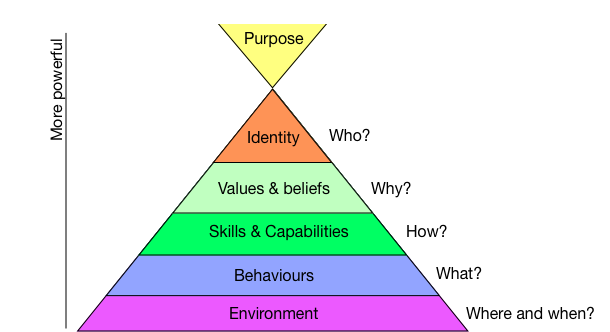 Purpose
More powerful
Identity
Who?
Values & beliefs
Why?
Skills & Capabilities
How?
Behaviours
What?
Environment
Where and when?